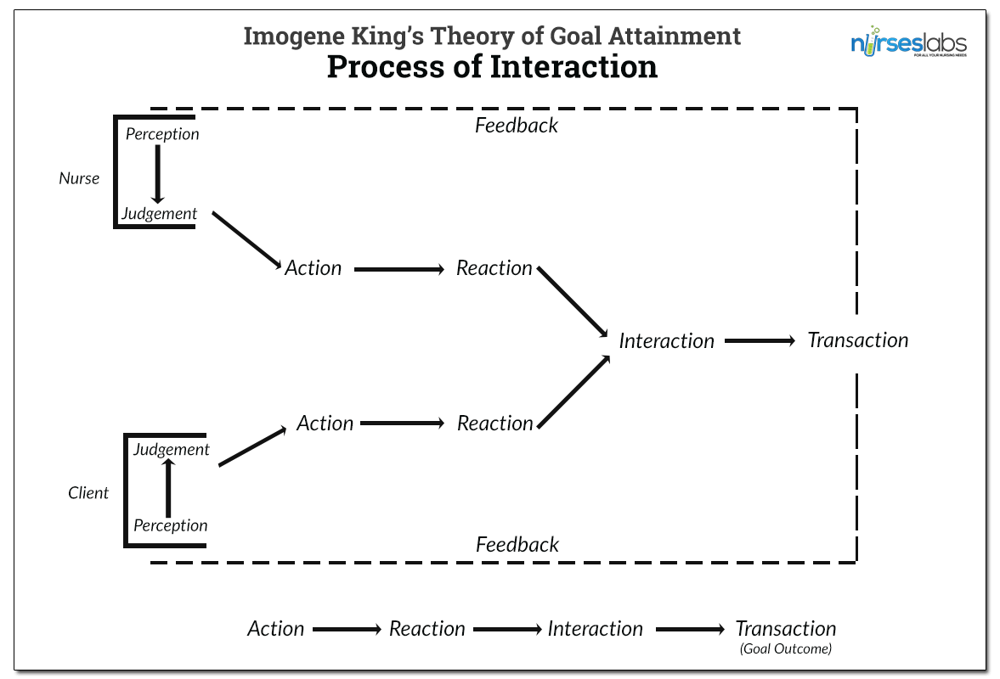 Imogene King's Theory of Goal Attainment
Process of Interaction
nurseslabs
FOR ALL YOUR NURSING NEEDS
Feedback
Perception
Nurse
Judgement
Action
Reaction
Interaction
Transaction
Action
Reaction
Judgement
Client
Perception
Feedback
Action
Reaction
Interaction
Transaction
(Goal Outcome)